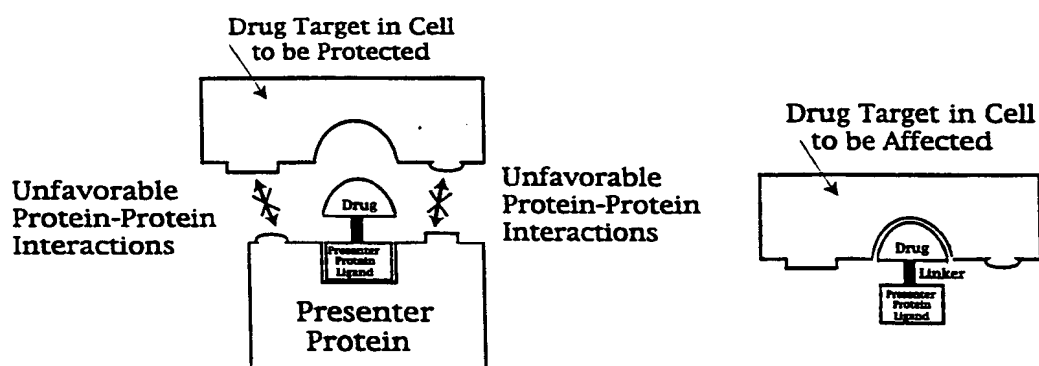 Drug Target in Cell
to be Protected
Unfavorable
Protein-Protein
Interactions
Drug
Unfavorable
Protein-Protein
Interactions
Presenter
Protein
Ligand
Presenter
Protein
Drug Target in Cell
to be Affected
Drug
Linker
Presenter
Protein
Ligand